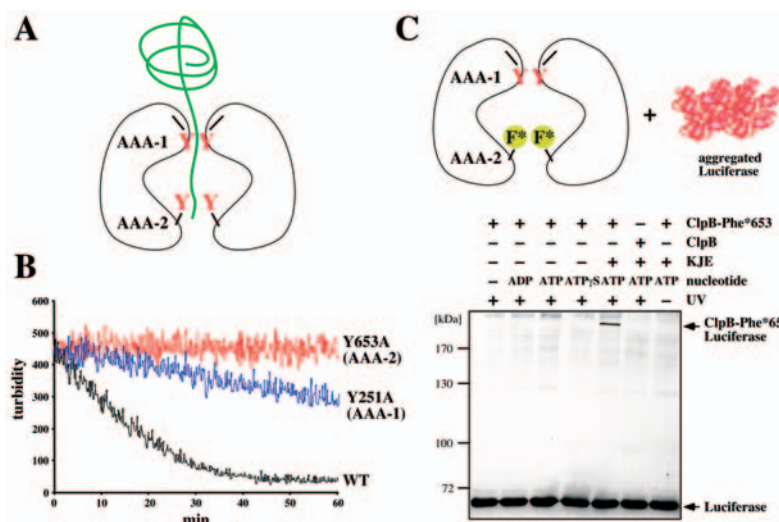 A
AAA-1
Y Y
Y Y
AAA-2
B
turbidity
600
500
400
300
200
100
0
0 10 20 30 40 50 60
min
Y653A
(AAA-2)
Y251A
(AAA-1)
WT
C
AAA-1
Y Y
F* F*
AAA-2
+
aggregated
Luciferase
+ + + + + – + ClpB-Phe*653
– – – – – + – ClpB
– – – – + + + KJE
– ADP ATP ATPγS ATP ATP ATP nucleotide
+ + + + + + – UV
[kDa]
170
130
100
72
ClpB-Phe*65
Luciferase
Luciferase